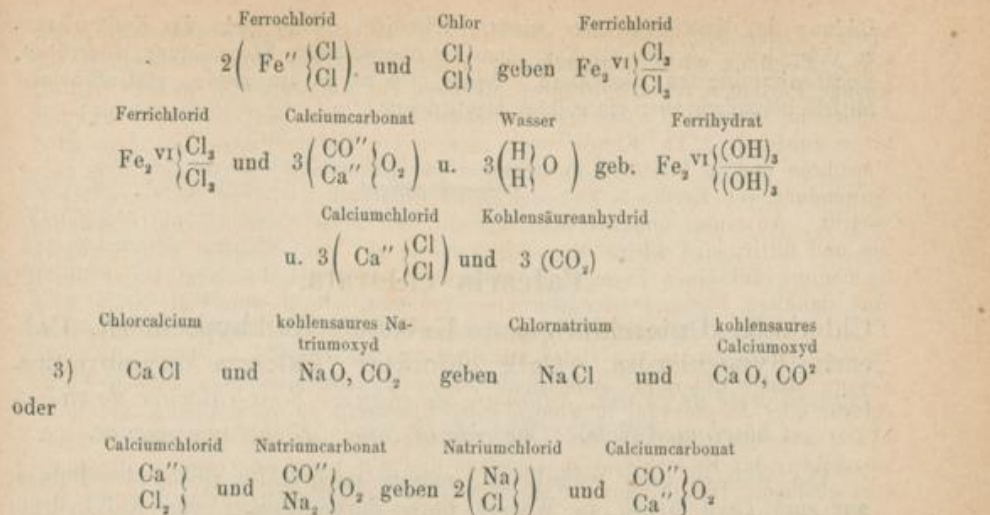 Ferrochlorid Chlor Ferrichlorid
2( Fe″ }Cl Cl ). und Cl Cl} geben Fe₂VI }Cl₃ Cl₃
Ferrichlorid Calciumcarbonat Wasser Ferrihydrat
Fe₂VI }Cl₃ Cl₃ und 3( CO″ Ca″ }O₂ ) u. 3( H H }O ) geb. Fe₂VI }(OH)₃ (OH)₃
Calciumchlorid Kohlensäureanhydrid
u. 3( Ca″ }Cl Cl ) und 3 (CO₂)
Chlorcalcium kohlensaures Na- Chlornatrium kohlensaures
triumoxyd Calciumoxyd
3) Ca Cl und Na O, CO₂ geben Na Cl und Ca O, CO²
oder
Calciumchlorid Natriumcarbonat Natriumchlorid Calciumcarbonat
Ca″ Cl₂ } und CO″ Na₂ }O₂ geben 2( Na Cl } ) und CO″ Ca″ }O₂